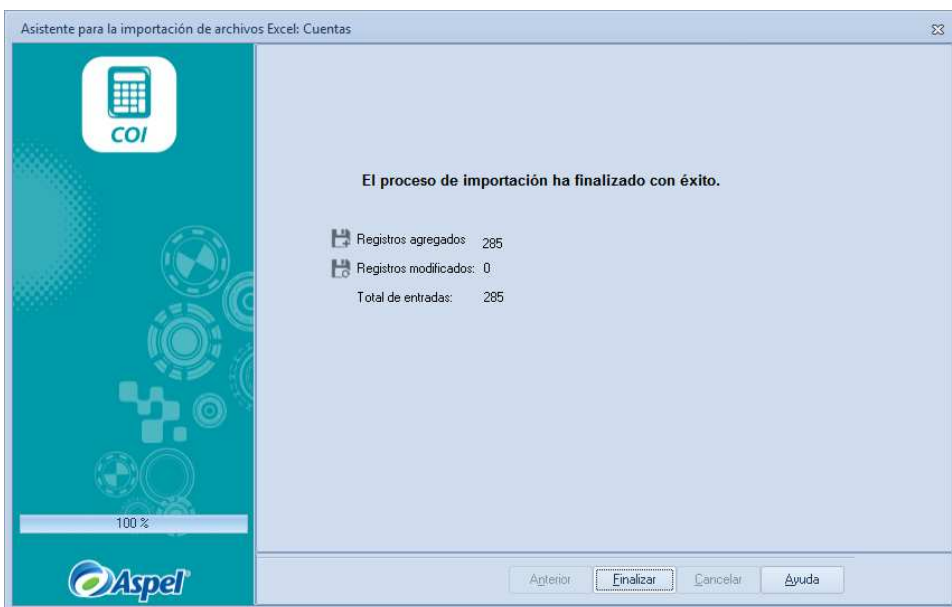 Asistente para la importación de archivos Excel: Cuentas
COI
El proceso de importación ha finalizado con éxito.
Registros agregados 285
Registros modificados: 0
Total de entradas: 285
100 %
Aspel
Anterior Finalizar Cancelar Ayuda